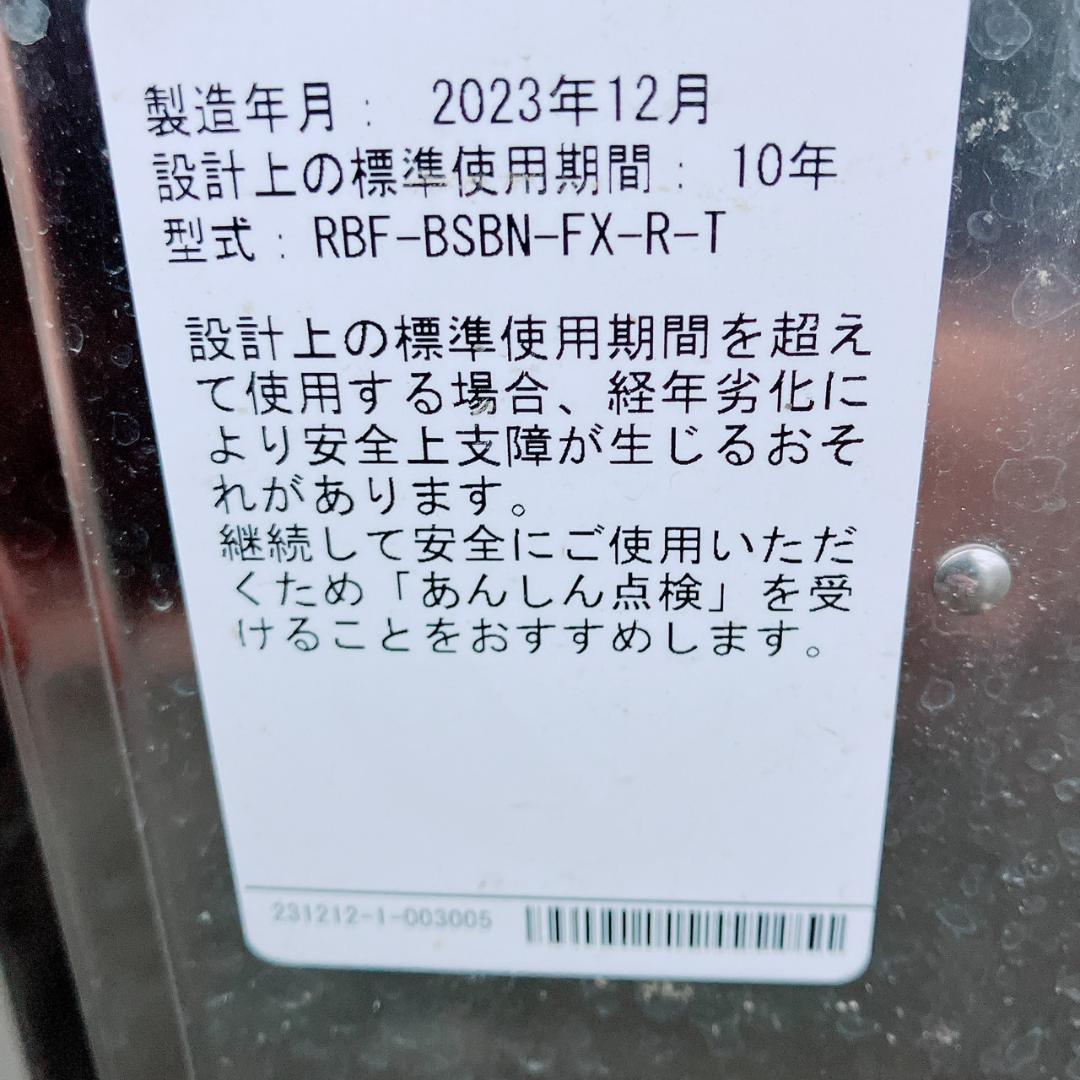 製造年月： 2023年12月
設計上の標準使用期間： 10年
型式：RBF-BSBN-FX-R-T
設計上の標準使用期間を超え
て使用する場合、経年劣化に
より安全上支障が生じるおそ
れがあります。
継続して安全にご使用いただ
くため「あんしん点検」を受
けることをおすすめします。
231212-1-003005